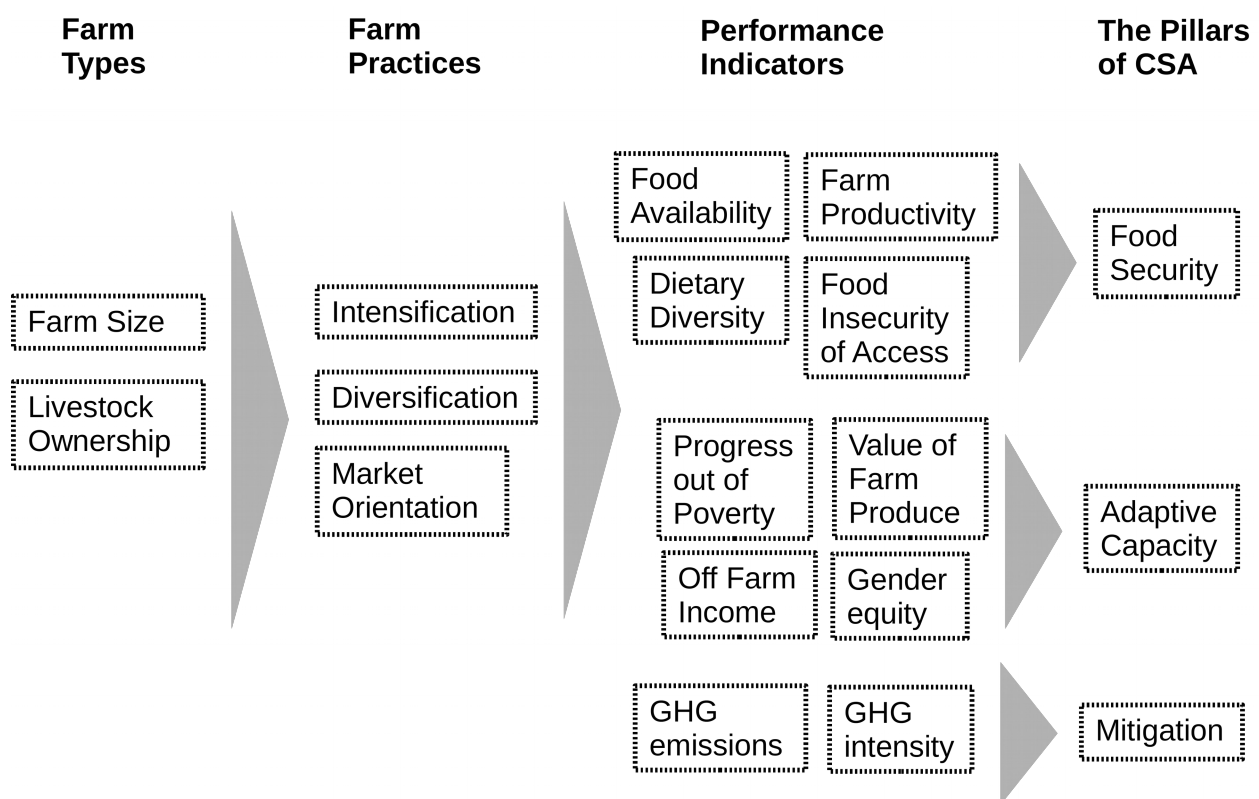 Farm
Types
Farm
Practices
Performance
Indicators
The Pillars
of CSA
Farm Size
Livestock
Ownership
Intensification
Diversification
Market
Orientation
Food
Availability
Farm
Productivity
Dietary
Diversity
Food
Insecurity
of Access
Progress
out of
Poverty
Value of
Farm
Produce
Off Farm
Income
Gender
equity
GHG
emissions
GHG
intensity
Food
Security
Adaptive
Capacity
Mitigation